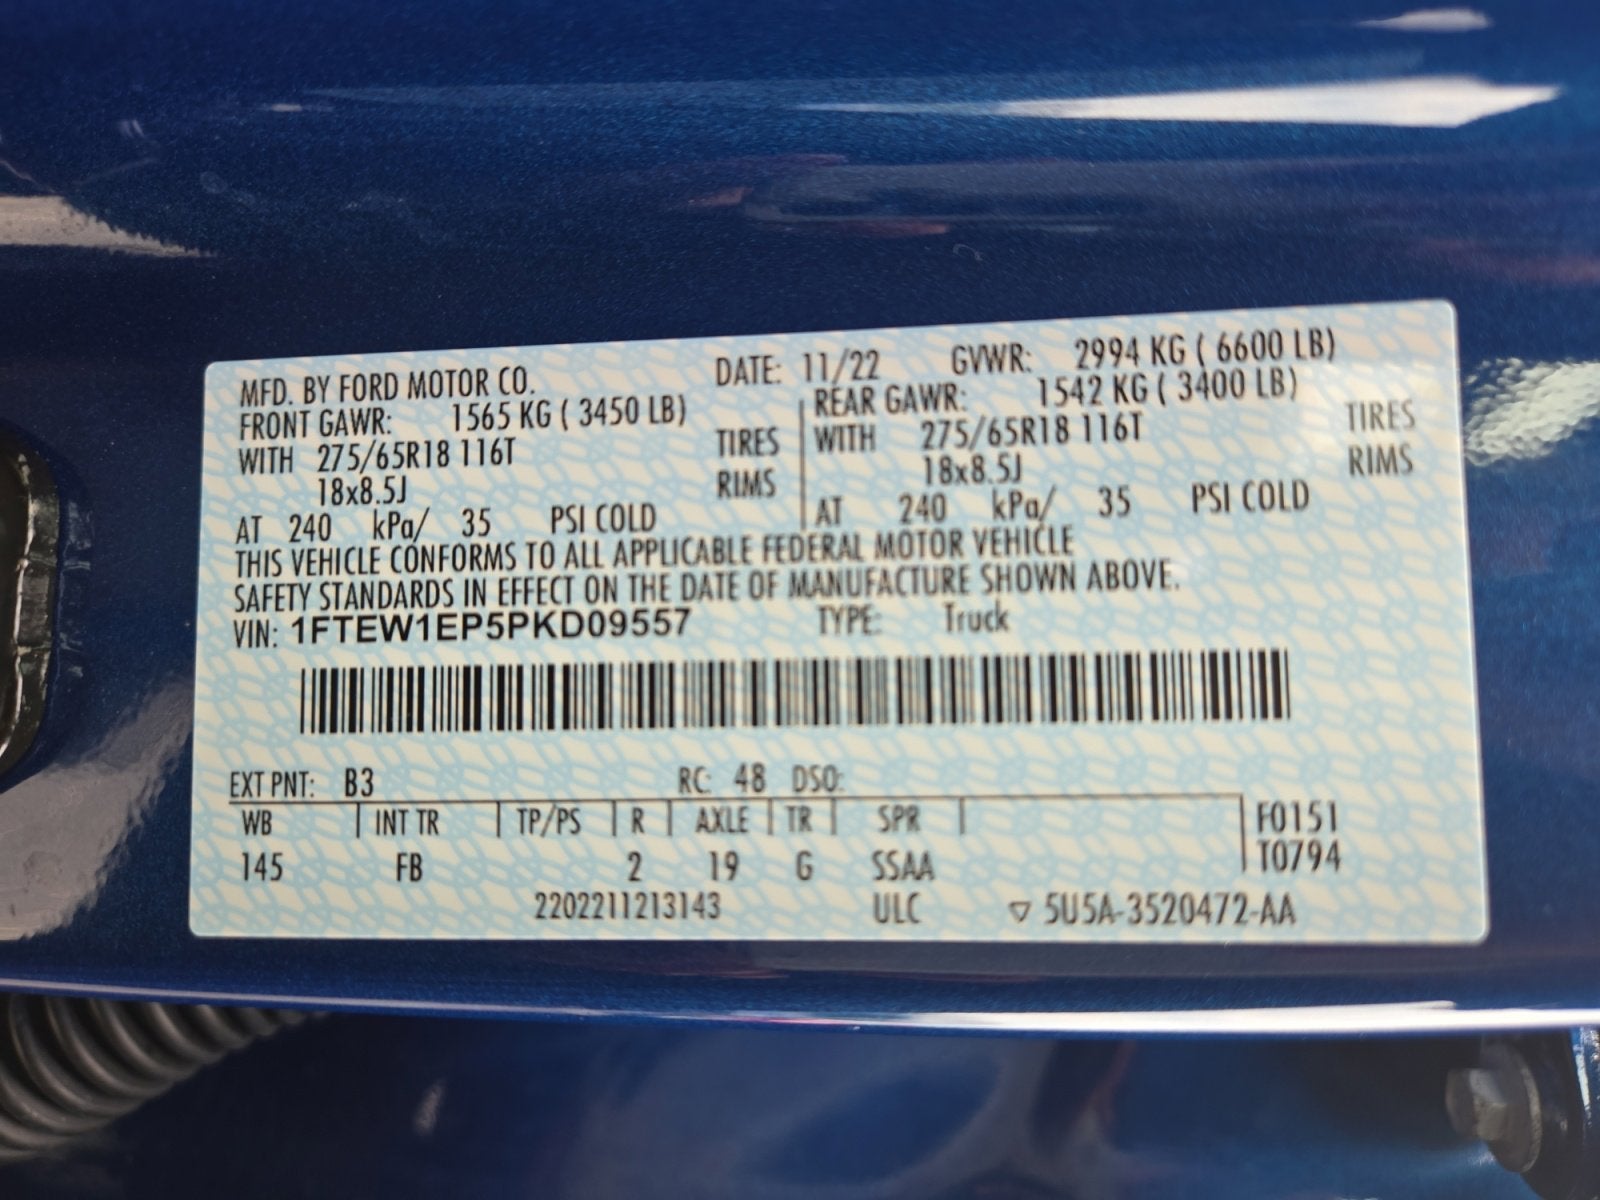 MFD. BY FORD MOTOR CO. DATE: 11/22 GVWR: 2994 KG ( 6600 LB)
FRONT GAWR: 1565 KG ( 3450 LB) REAR GAWR: 1542 KG ( 3400 LB)
WITH 275/65R18 116T TIRES WITH 275/65R18 116T TIRES
18x8.5J RIMS 18x8.5J RIMS
AT 240 kPa/ 35 PSI COLD AT 240 kPa/ 35 PSI COLD
THIS VEHICLE CONFORMS TO ALL APPLICABLE FEDERAL MOTOR VEHICLE
SAFETY STANDARDS IN EFFECT ON THE DATE OF MANUFACTURE SHOWN ABOVE.
VIN: 1FTEW1EP5PKD09557 TYPE: Truck
EXT PNT: B3 RC: 48 DSO:
WB INT TR TP/PS R AXLE TR SPR F0151
145 FB 2 19 G SSAA T0794
2202211213143 ULC ▽ 5U5A-3520472-AA